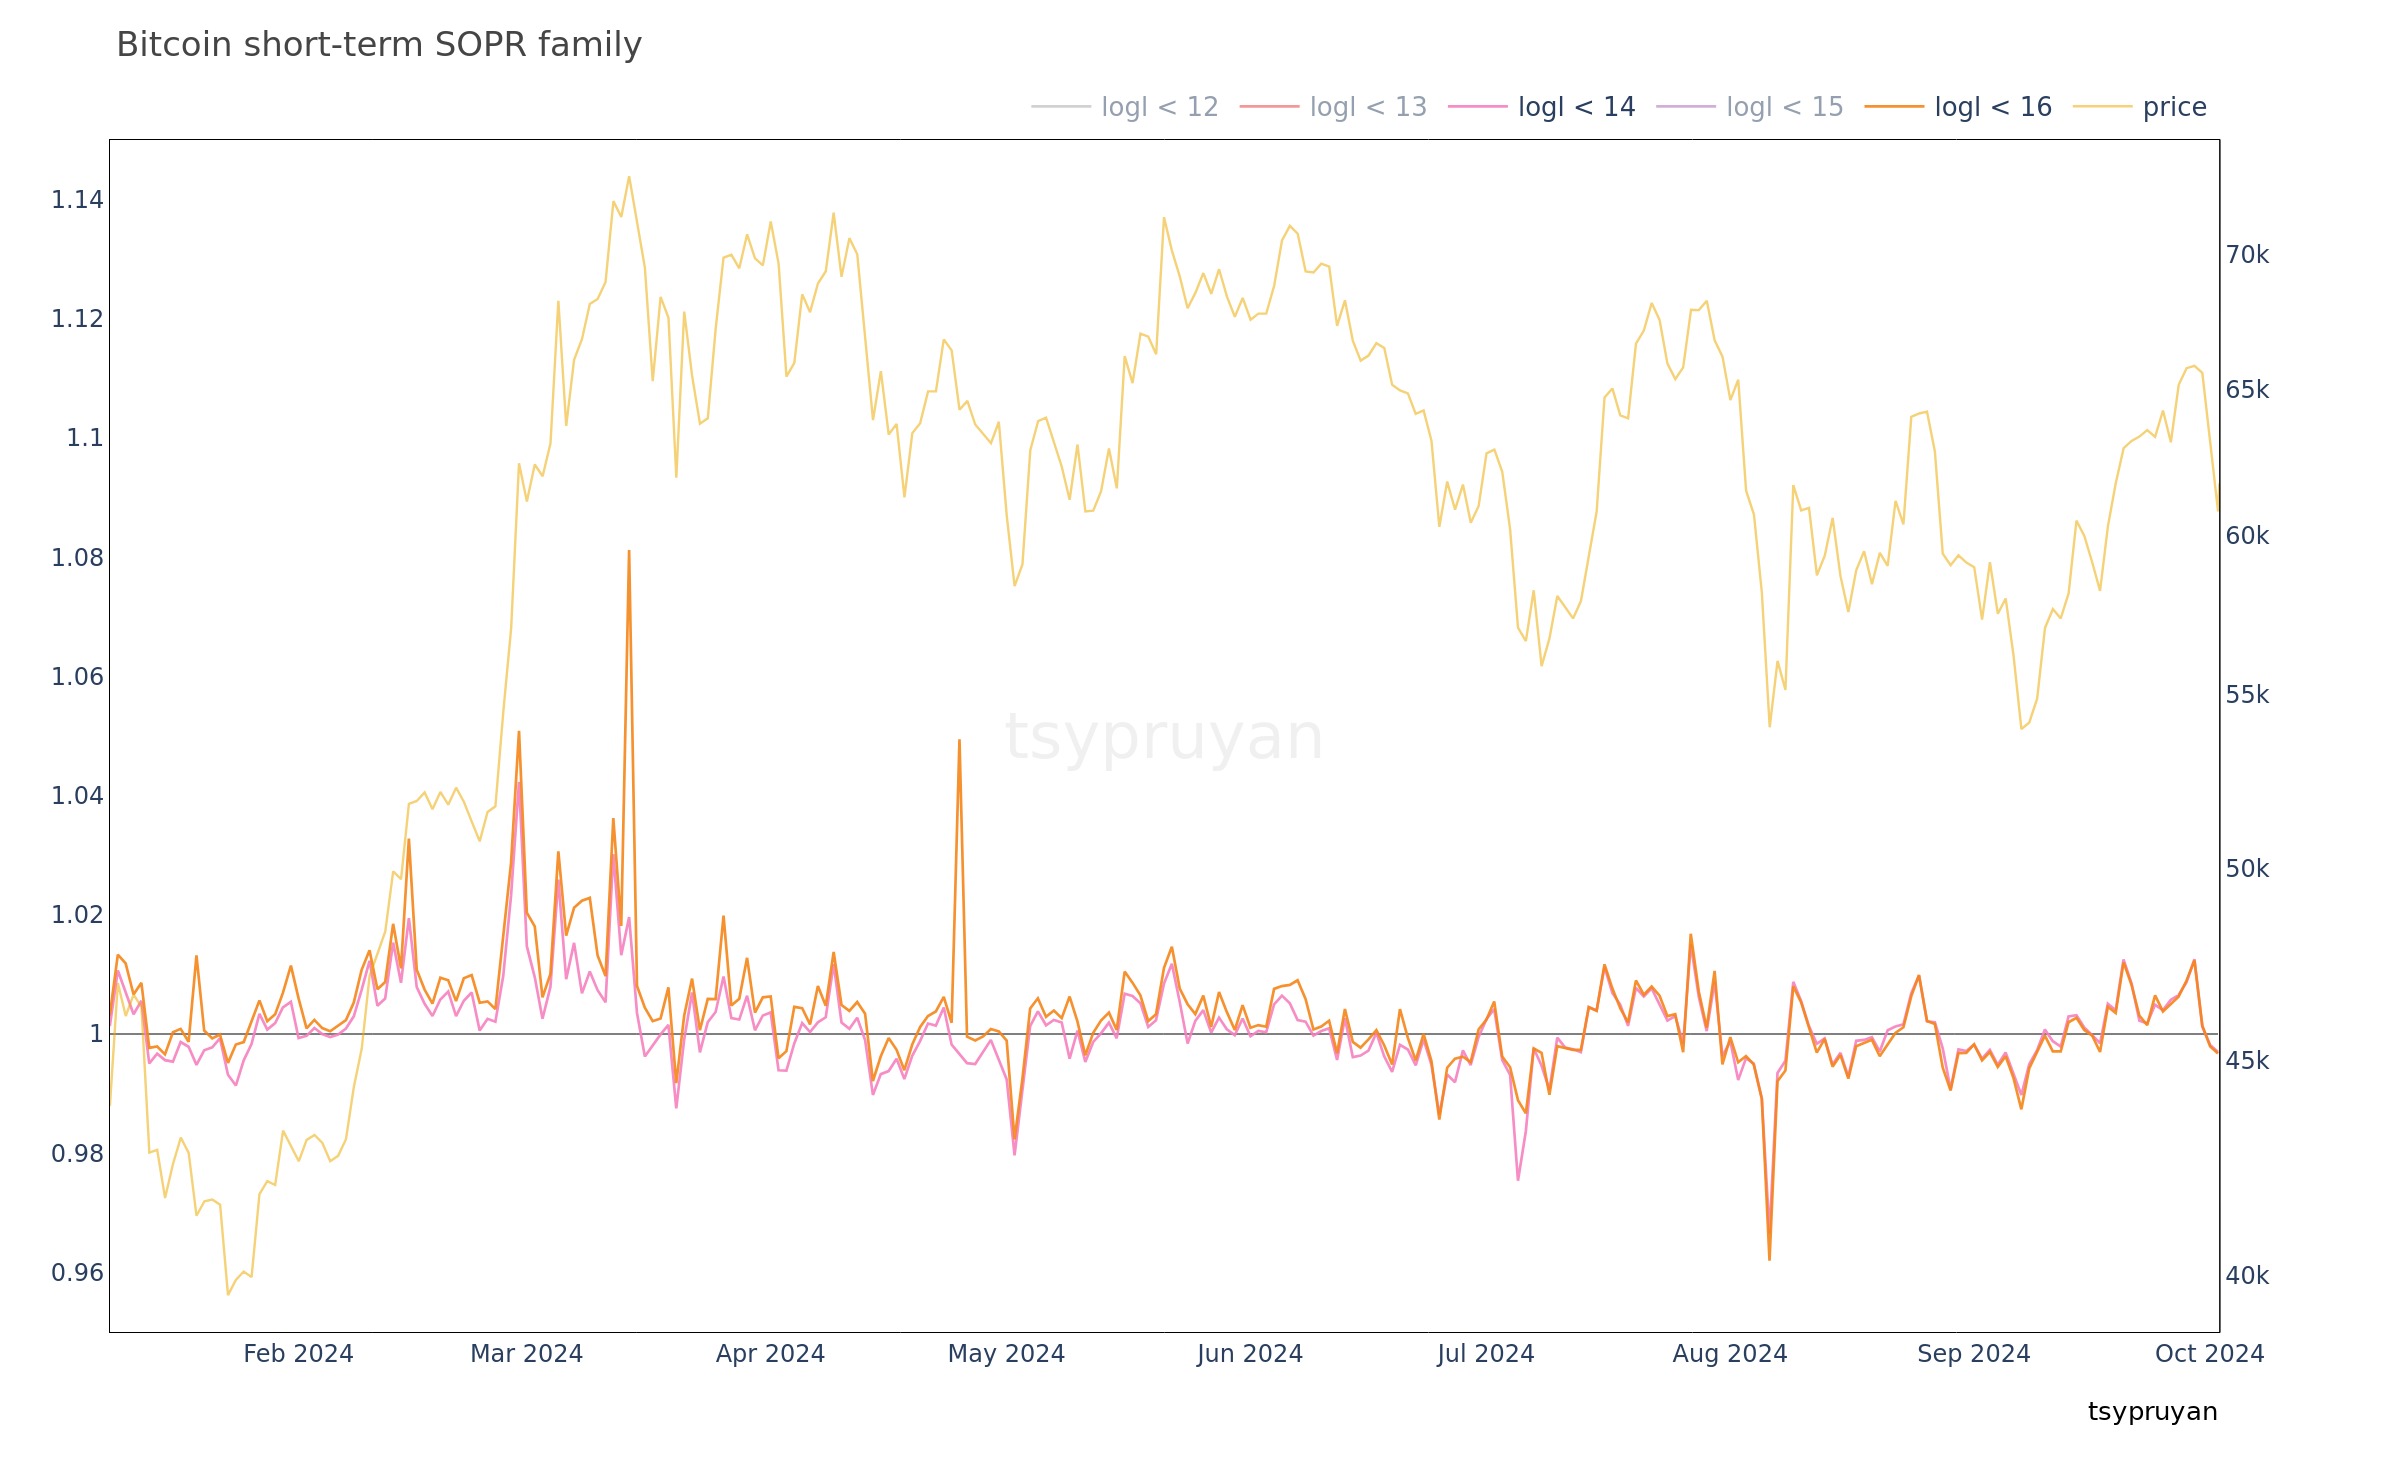 Bitcoin short-term SOPR family
logl < 12 logl < 13 logl < 14 logl < 15 logl < 16 price
1.14
1.12
1.1
1.08
1.06
1.04
1.02
1
0.98
0.96
70k
65k
60k
55k
50k
45k
40k
tsypruyan
Feb 2024 Mar 2024 Apr 2024 May 2024 Jun 2024 Jul 2024 Aug 2024 Sep 2024 Oct 2024
tsypruyan